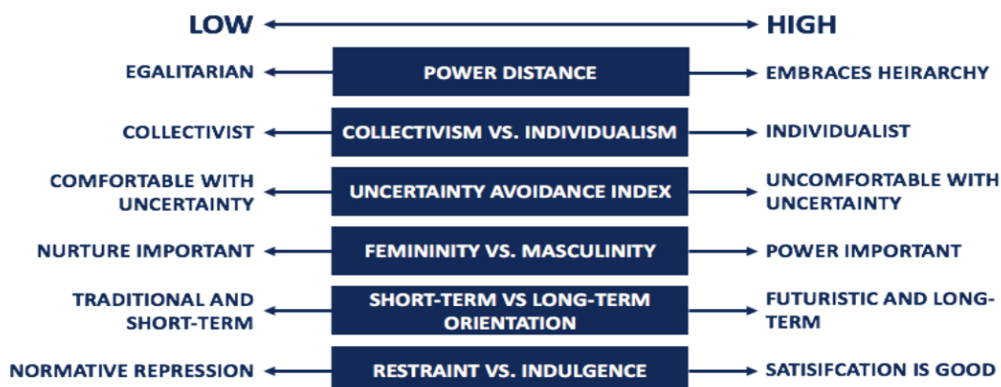 LOW HIGH
EGALITARIAN POWER DISTANCE EMBRACES HEIRARCHY
COLLECTIVIST COLLECTIVISM VS. INDIVIDUALISM INDIVIDUALIST
COMFORTABLE WITH
UNCERTAINTY
UNCERTAINTY AVOIDANCE INDEX
UNCOMFORTABLE WITH
UNCERTAINTY
NURTURE IMPORTANT FEMININITY VS. MASCULINITY POWER IMPORTANT
TRADITIONAL AND
SHORT-TERM
SHORT-TERM VS LONG-TERM
ORIENTATION
FUTURISTIC AND LONG-
TERM
NORMATIVE REPRESSION RESTRAINT VS. INDULGENCE SATISIFCATION IS GOOD